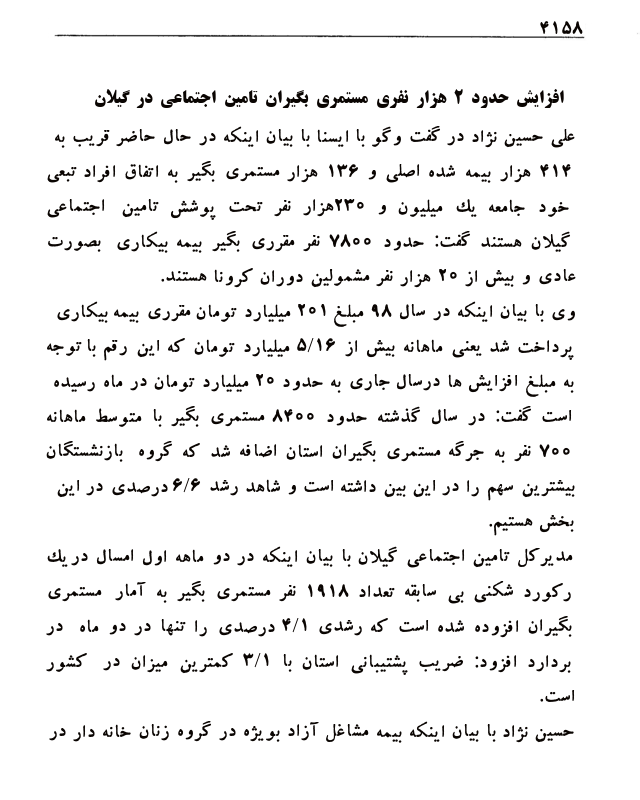 ۴۱۵۸
افزایش حدود ۲ هزار نفری مستمری بگیران تامین اجتماعی در گیلان
علی حسین نژاد در گفت وگو با ایسنا با بیان اینکه در حال حاضر قریب به
۴۱۴ هزار بیمه شده اصلی و ۱۳۶ هزار مستمری بگیر به اتفاق افراد تبعی
خود جامعه یك میلیون و ۲۳۰هزار نفر تحت پوشش تامین اجتماعی
گیلان هستند گفت: حدود ۷۸۰۰ نفر مقرری بگیر بیمه بیکاری بصورت
عادی و بیش از ۲۰ هزار نفر مشمولین دوران کرونا هستند.
وی با بیان اینکه در سال ۹۸ مبلغ ۲۰۱ میلیارد تومان مقرری بیمه بیکاری
پرداخت شد یعنی ماهانه بیش از ۵/۱۶ میلیارد تومان که این رقم با توجه
به مبلغ افزایش ها درسال جاری به حدود ۲۰ میلیارد تومان در ماه رسیده
است گفت: در سال گذشته حدود ۸۴۰۰ مستمری بگیر با متوسط ماهانه
۷۰۰ نفر به جرگه مستمری بگیران استان اضافه شد که گروه بازنشستگان
بیشترین سهم را در این بین داشته است و شاهد رشد ۶/۶ درصدی در این
بخش هستیم.
مدیرکل تامین اجتماعی گیلان با بیان اینکه در دو ماهه اول امسال در یك
رکورد شکنی بی سابقه تعداد ۱۹۱۸ نفر مستمری بگیر به آمار مستمری
بگیران افزوده شده است که رشدی ۴/۱ درصدی را تنها در دو ماه در
بردارد افزود: ضریب پشتیبانی استان با ۳/۱ کمترین میزان در کشور
است.
حسین نژاد با بیان اینکه بیمه مشاغل آزاد بویژه در گروه زنان خانه دار در